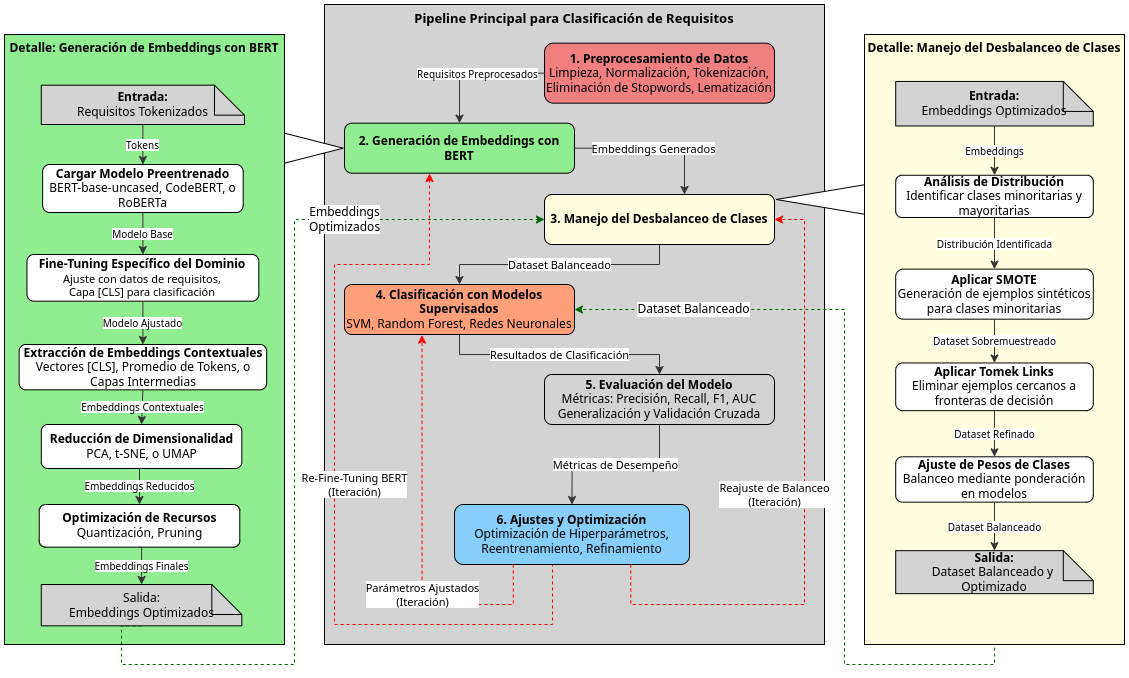 Detalle: Generación de Embeddings con BERT
Entrada:
Requisitos Tokenizados
Tokens
Cargar Modelo Preentrenado
BERT-base-uncased, CodeBERT, o
RoBERTa
Modelo Base
Fine-Tuning Específico del Dominio
Ajuste con datos de requisitos,
Capa [CLS] para clasificación
Modelo Ajustado
Extracción de Embeddings Contextuales
Vectores [CLS], Promedio de Tokens, o
Capas Intermedias
Embeddings Contextuales
Reducción de Dimensionalidad
PCA, t-SNE, o UMAP
Embeddings Reducidos
Optimización de Recursos
Quantización, Pruning
Embeddings Finales
Salida:
Embeddings Optimizados
Pipeline Principal para Clasificación de Requisitos
1. Preprocesamiento de Datos
Limpieza, Normalización, Tokenización,
Eliminación de Stopwords, Lematización
Requisitos Preprocesados
2. Generación de Embeddings con
BERT
Embeddings Generados
Embeddings
Optimizados
3. Manejo del Desbalanceo de Clases
Dataset Balanceado
4. Clasificación con Modelos
Supervisados
SVM, Random Forest, Redes Neuronales
Dataset Balanceado
Resultados de Clasificación
5. Evaluación del Modelo
Métricas: Precisión, Recall, F1, AUC
Generalización y Validación Cruzada
Métricas de Desempeño
Re-Fine-Tuning BERT
(Iteración)
Reajuste de Balanceo
(Iteración)
6. Ajustes y Optimización
Optimización de Hiperparámetros,
Reentrenamiento, Refinamiento
Parámetros Ajustados
(Iteración)
Detalle: Manejo del Desbalanceo de Clases
Entrada:
Embeddings Optimizados
Embeddings
Análisis de Distribución
Identificar clases minoritarias y
mayoritarias
Distribución Identificada
Aplicar SMOTE
Generación de ejemplos sintéticos
para clases minoritarias
Dataset Sobremuestreado
Aplicar Tomek Links
Eliminar ejemplos cercanos a
fronteras de decisión
Dataset Refinado
Ajuste de Pesos de Clases
Balanceo mediante ponderación
en modelos
Dataset Balanceado
Salida:
Dataset Balanceado y
Optimizado